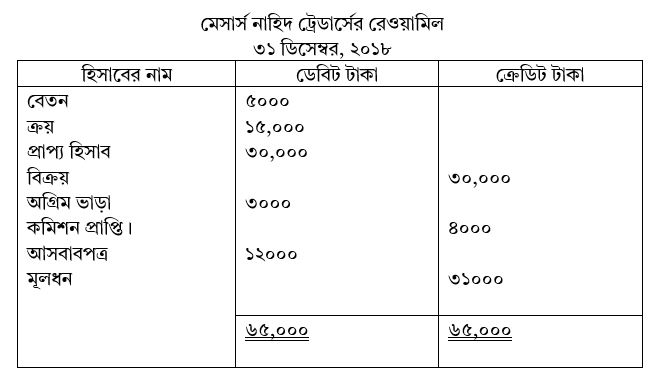 মেসার্স নাহিদ ট্রেডার্সের রেওয়ামিল
৩১ ডিসেম্বর, ২০১৮
হিসাবের নাম ডেবিট টাকা ক্রেডিট টাকা
বেতন ৫০০০
ক্রয় ১৫,০০০
প্রাপ্য হিসাব ৩০,০০০
বিক্রয় ৩০,০০০
অগ্রিম ভাড়া ৩০০০
কমিশন প্রাপ্তি। ৪০০০
আসবাবপত্র ১২০০০
মূলধন ৩১০০০
৬৫,০০০ ৬৫,০০০